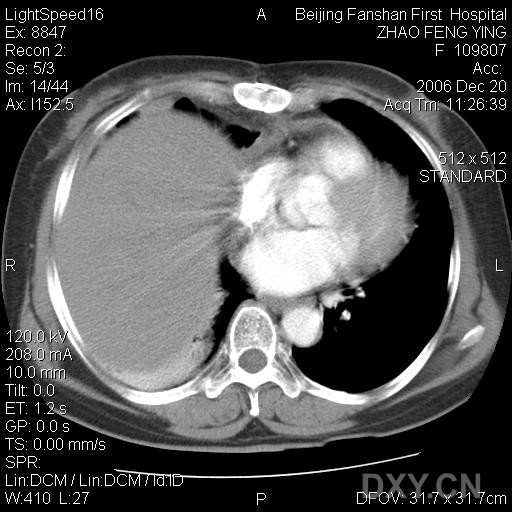 LightSpeed16
Ex: 8847
Recon 2:
Se: 5/3
Im: 14/44
Ax: I152.5
A
Beijing Fanshan First Hospital
ZHAO FENG YING
F 109807
Acc:
2006 Dec 20
Acq Tm: 11:26:39
512 x 512
STANDARD
R
L
120.0 kV
208.0 mA
10.0 mm
Tilt: 0.0
ET: 1.2 s
GP: 0.0 s
TS: 0.00 mm/s
SPR:
Lin:DCM / Lin:DCM / Id:ID
W:410 L:27
P
DXY.CN
DFOV: 31.7 x 31.7cm